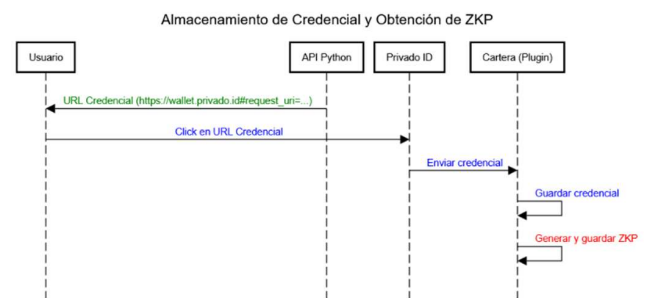 Almacenamiento de Credencial y Obtención de ZKP
Usuario
API Python
Privado ID
Cartera (Plugin)
URL Credencial (https://wallet.privado.id#request_uri=...)
Click en URL Credencial
Enviar credencial
Guardar credencial
Generar y guardar ZKP